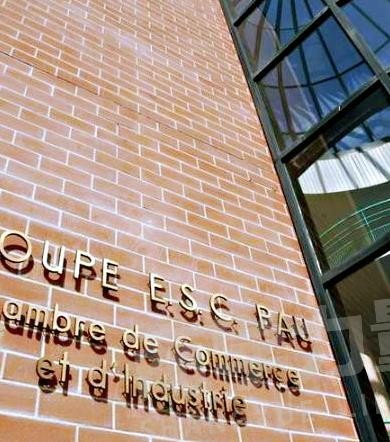 OUPE E.S.C. PAU
ambre de Commerce
et d'Industrie